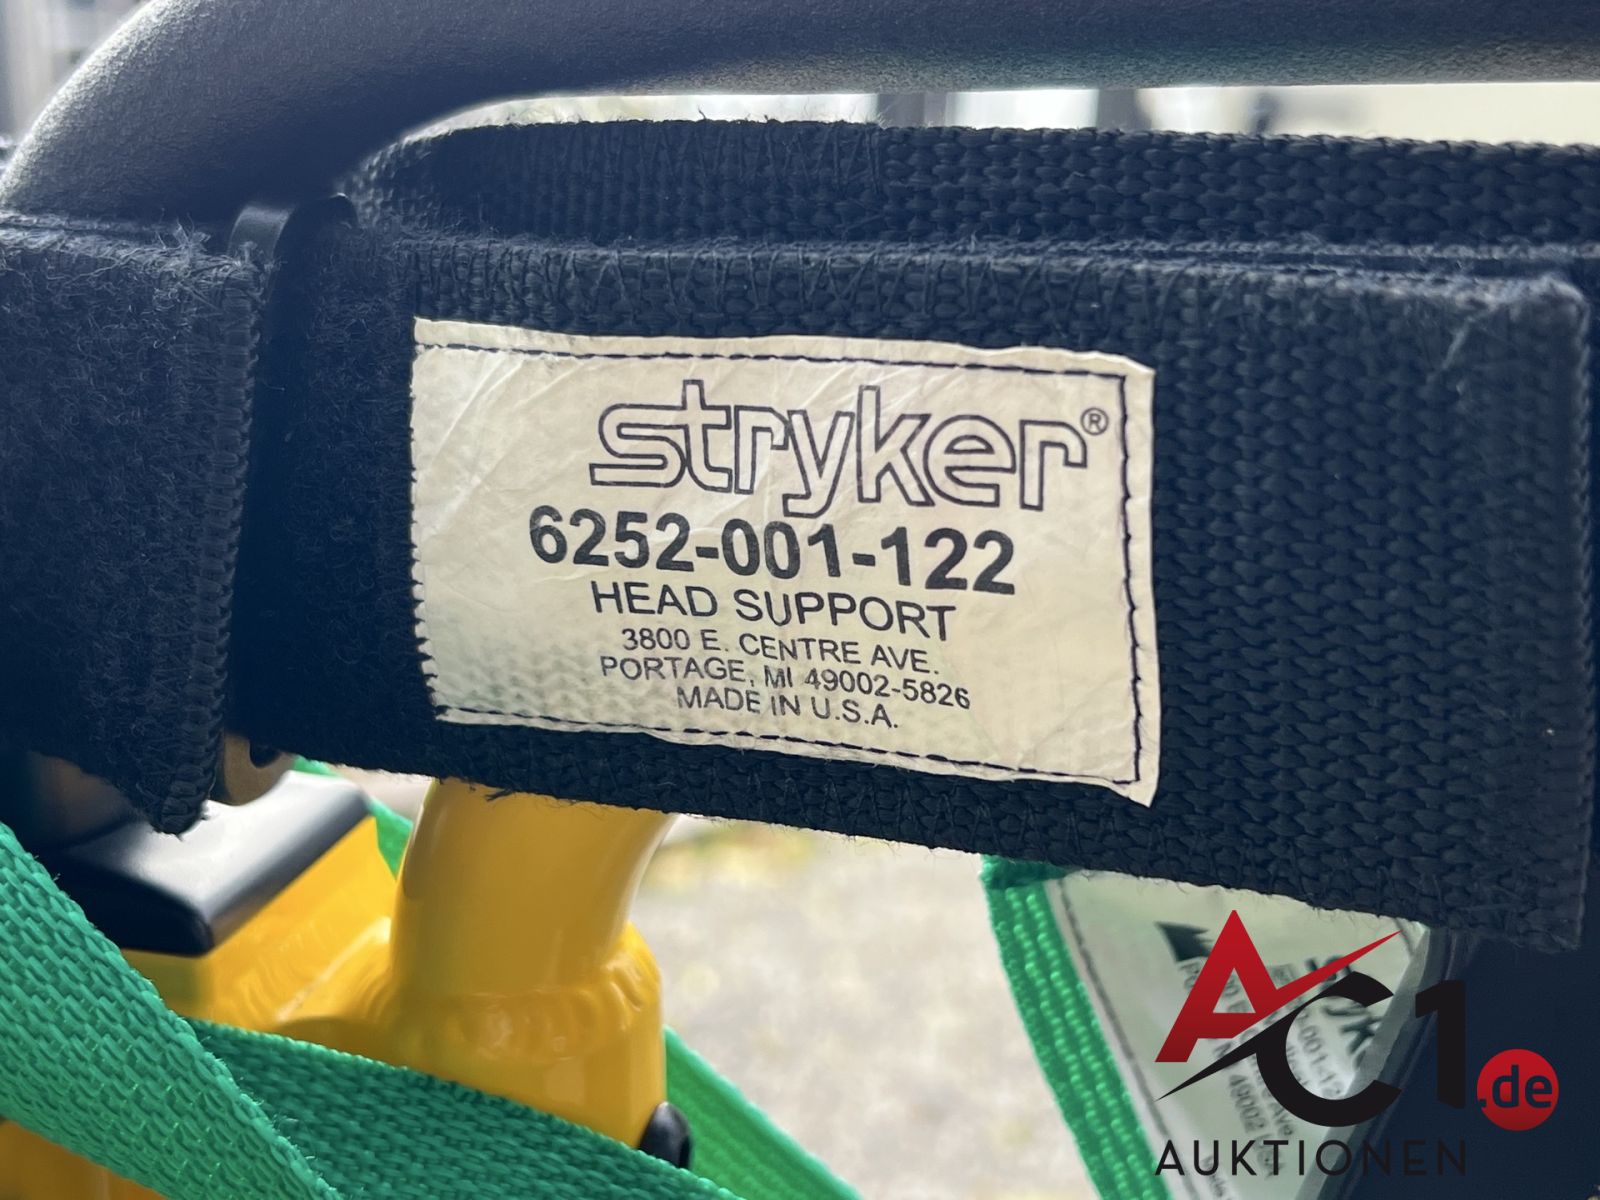 stryker®
6252-001-122
HEAD SUPPORT
3800 E. CENTRE AVE.
PORTAGE, MI 49002-5826
MADE IN U.S.A.
AC1.de
AUKTIONEN